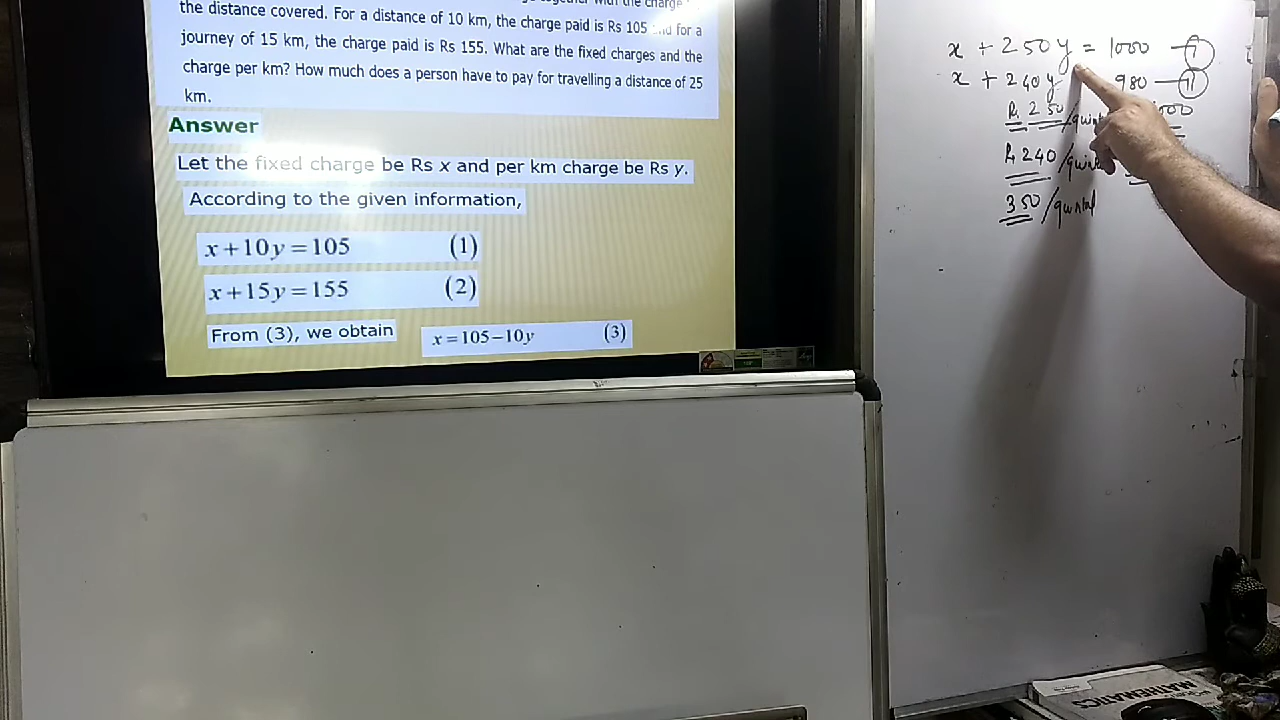 the distance covered. For a distance of 10 km, the charge paid is Rs 105 for a
journey of 15 km, the charge paid is Rs 155. What are the fixed charges and the
charge per km? How much does a person have to pay for travelling a distance of 25
km.
Answer
Let the fixed charge be Rs x and per km charge be Rs y.
According to the given information,
x+10y=105 (1)
x+15y=155 (2)
From (3), we obtain x=105-10y (3)
x + 250y = 1000 — I
x + 240y 980 — II
R. 250/
R. 240/
350/quintal
MATHEMATICS